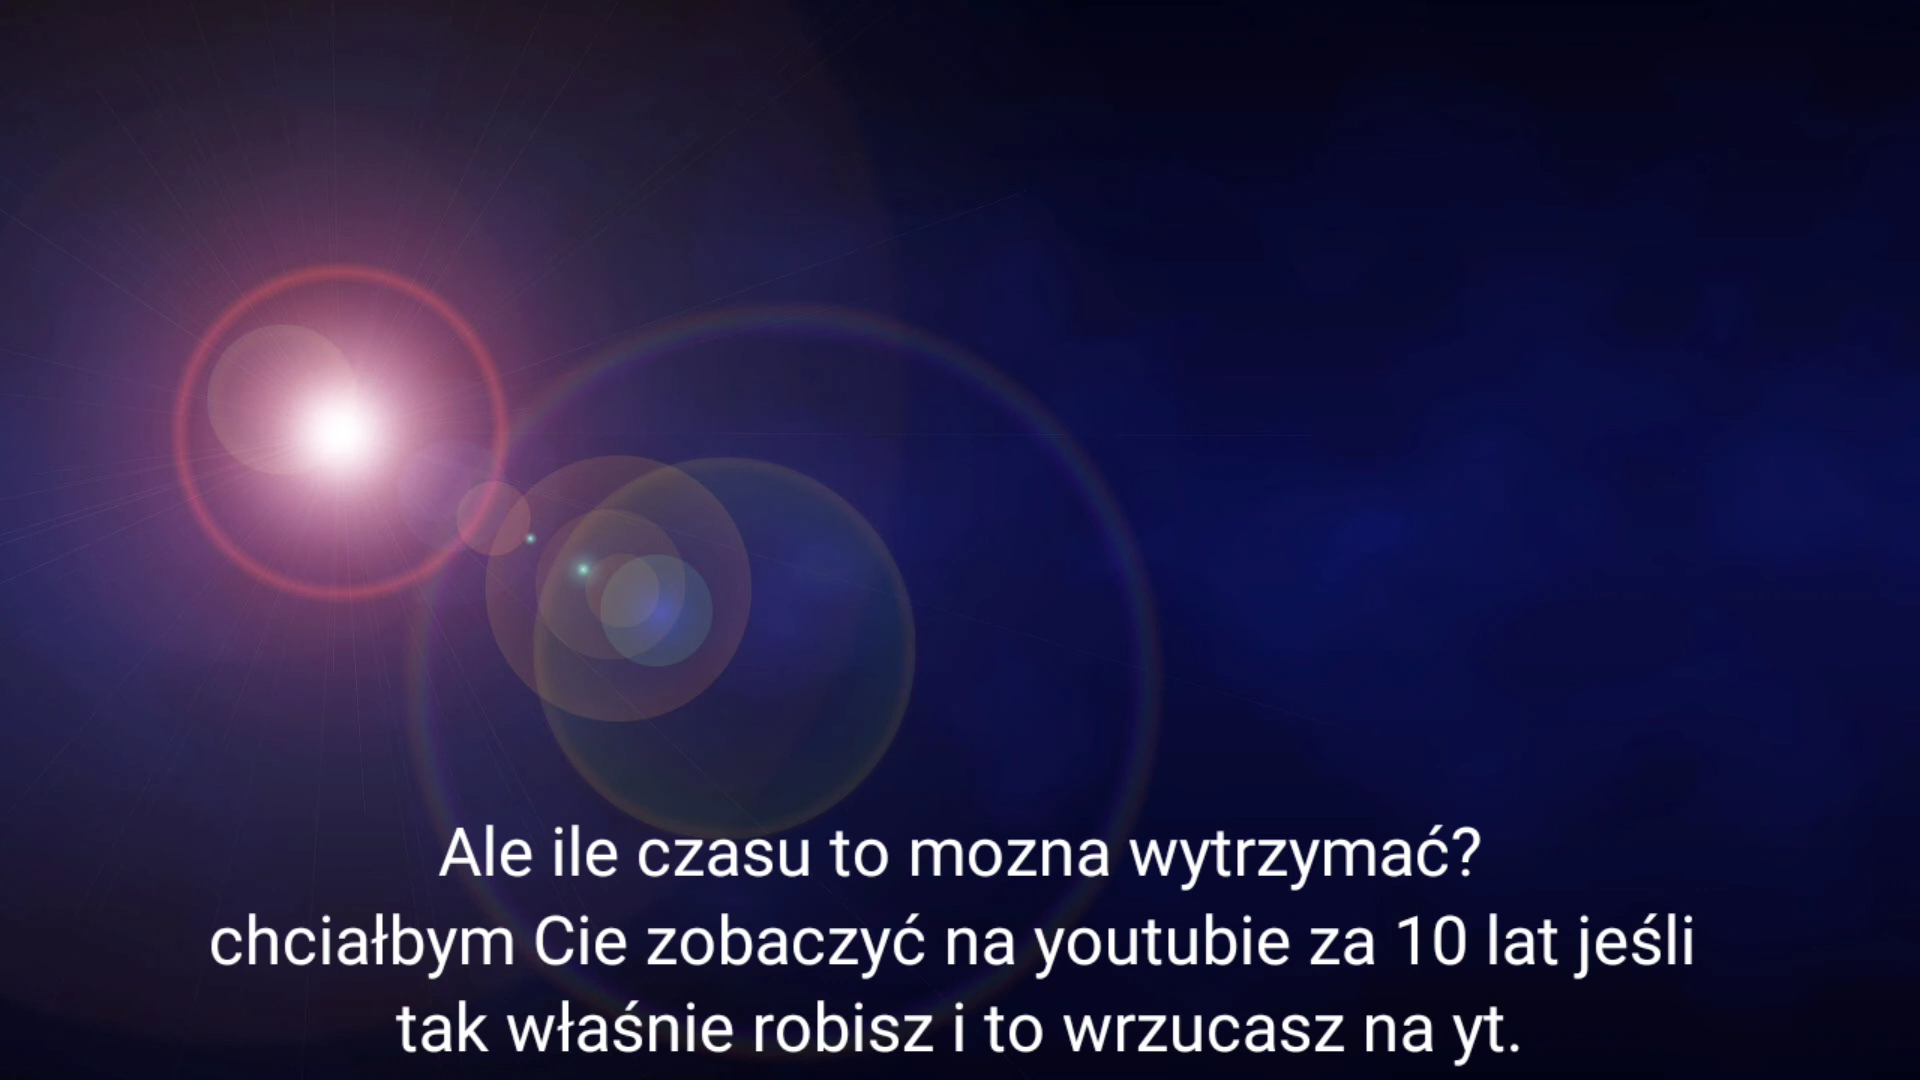 Ale ile czasu to mozna wytrzymać?
chciałbym Cie zobaczyć na youtubie za 10 lat jeśli
tak właśnie robisz i to wrzucasz na yt.